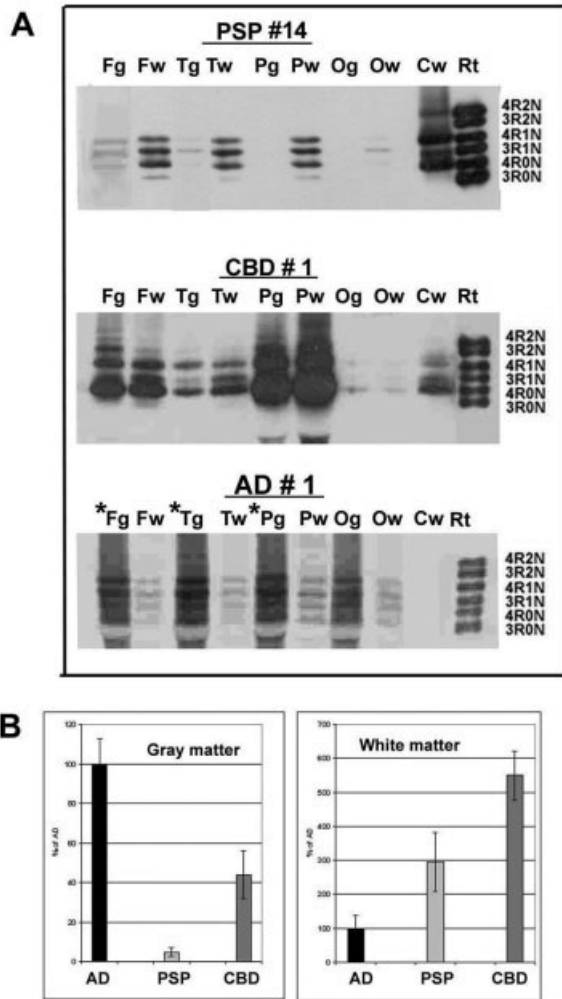 A
PSP #14
Fg Fw Tg Tw Pg Pw Og Ow Cw Rt
4R2N
3R2N
4R1N
3R1N
4R0N
3R0N
CBD # 1
Fg Fw Tg Tw Pg Pw Og Ow Cw Rt
4R2N
3R2N
4R1N
3R1N
4R0N
3R0N
AD # 1
*Fg Fw *Tg Tw *Pg Pw Og Ow Cw Rt
4R2N
3R2N
4R1N
3R1N
4R0N
3R0N
B
Gray matter
% of AD
120
100
80
60
40
20
0
AD PSP CBD
White matter
% of AD
700
600
500
400
300
200
100
0
AD PSP CBD